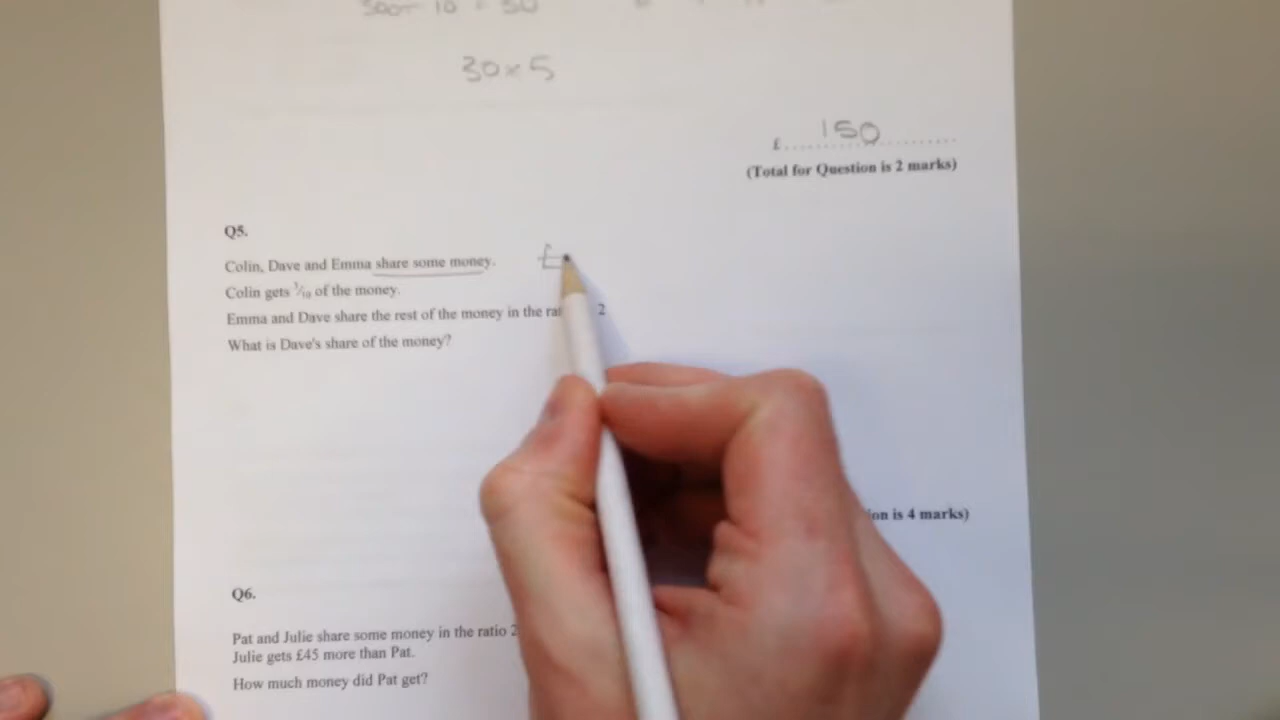 30 × 5
£ 150
(Total for Question is 2 marks)
Q5.
Colin, Dave and Emma share some money. £
Colin gets 3/10 of the money.
Emma and Dave share the rest of the money in the 2
What is Dave's share of the money?
is 4 marks)
Q6.
Pat and Julie share some money in the ratio 2
Julie gets £45 more than Pat.
How much money did Pat get?